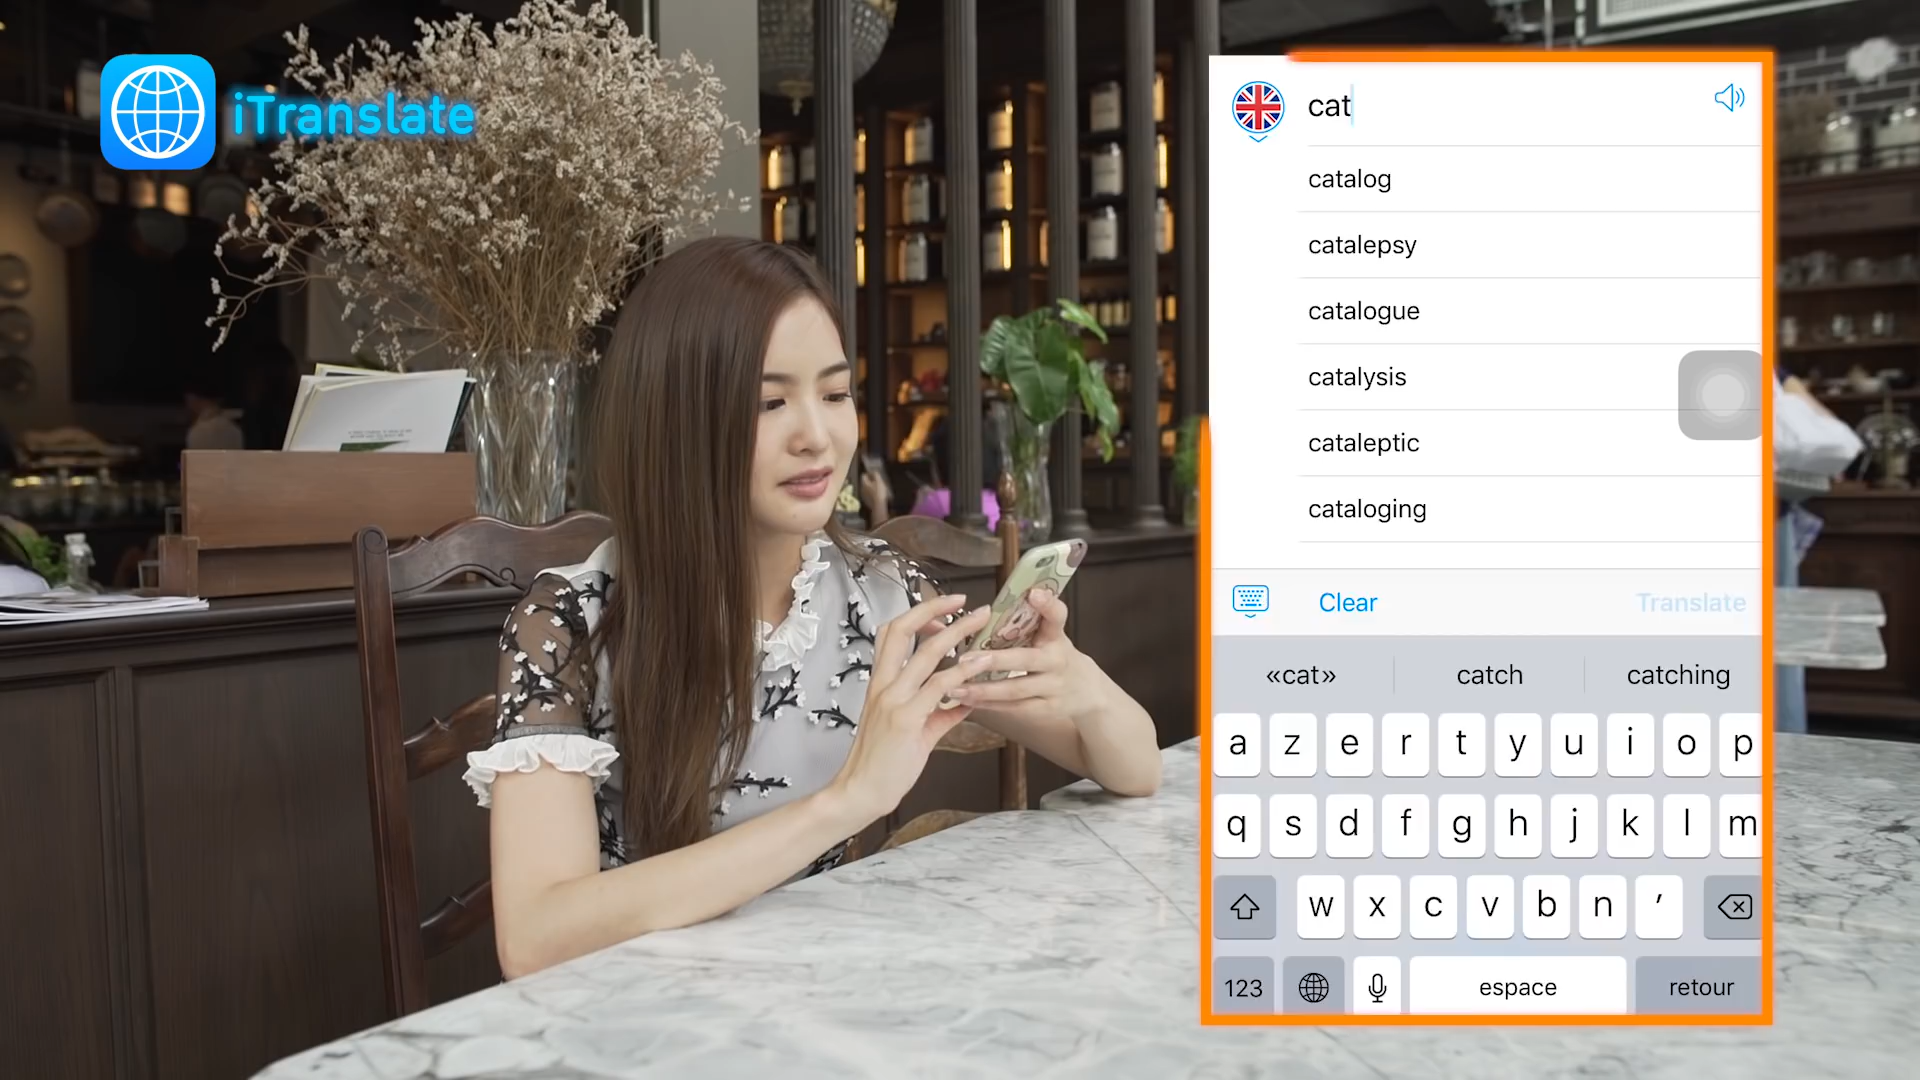 iTranslate
cat
catalog
catalepsy
catalogue
catalysis
cataleptic
cataloging
Clear Translate
«cat» catch catching
a z e r t y u i o p
q s d f g h j k l m
w x c v b n ’
123 espace retour